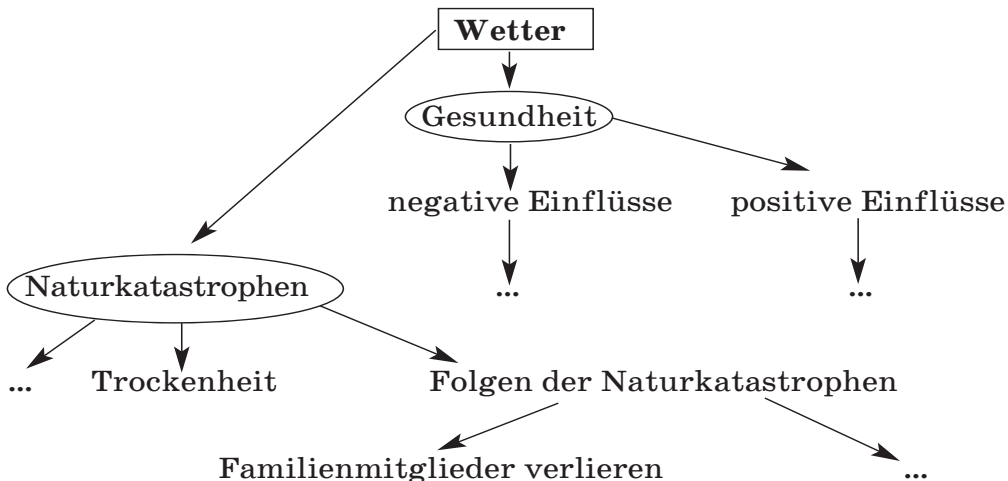 Wetter
Gesundheit
negative Einflüsse
positive Einflüsse
Naturkatastrophen
...
...
...
Trockenheit
Folgen der Naturkatastrophen
Familienmitglieder verlieren
...